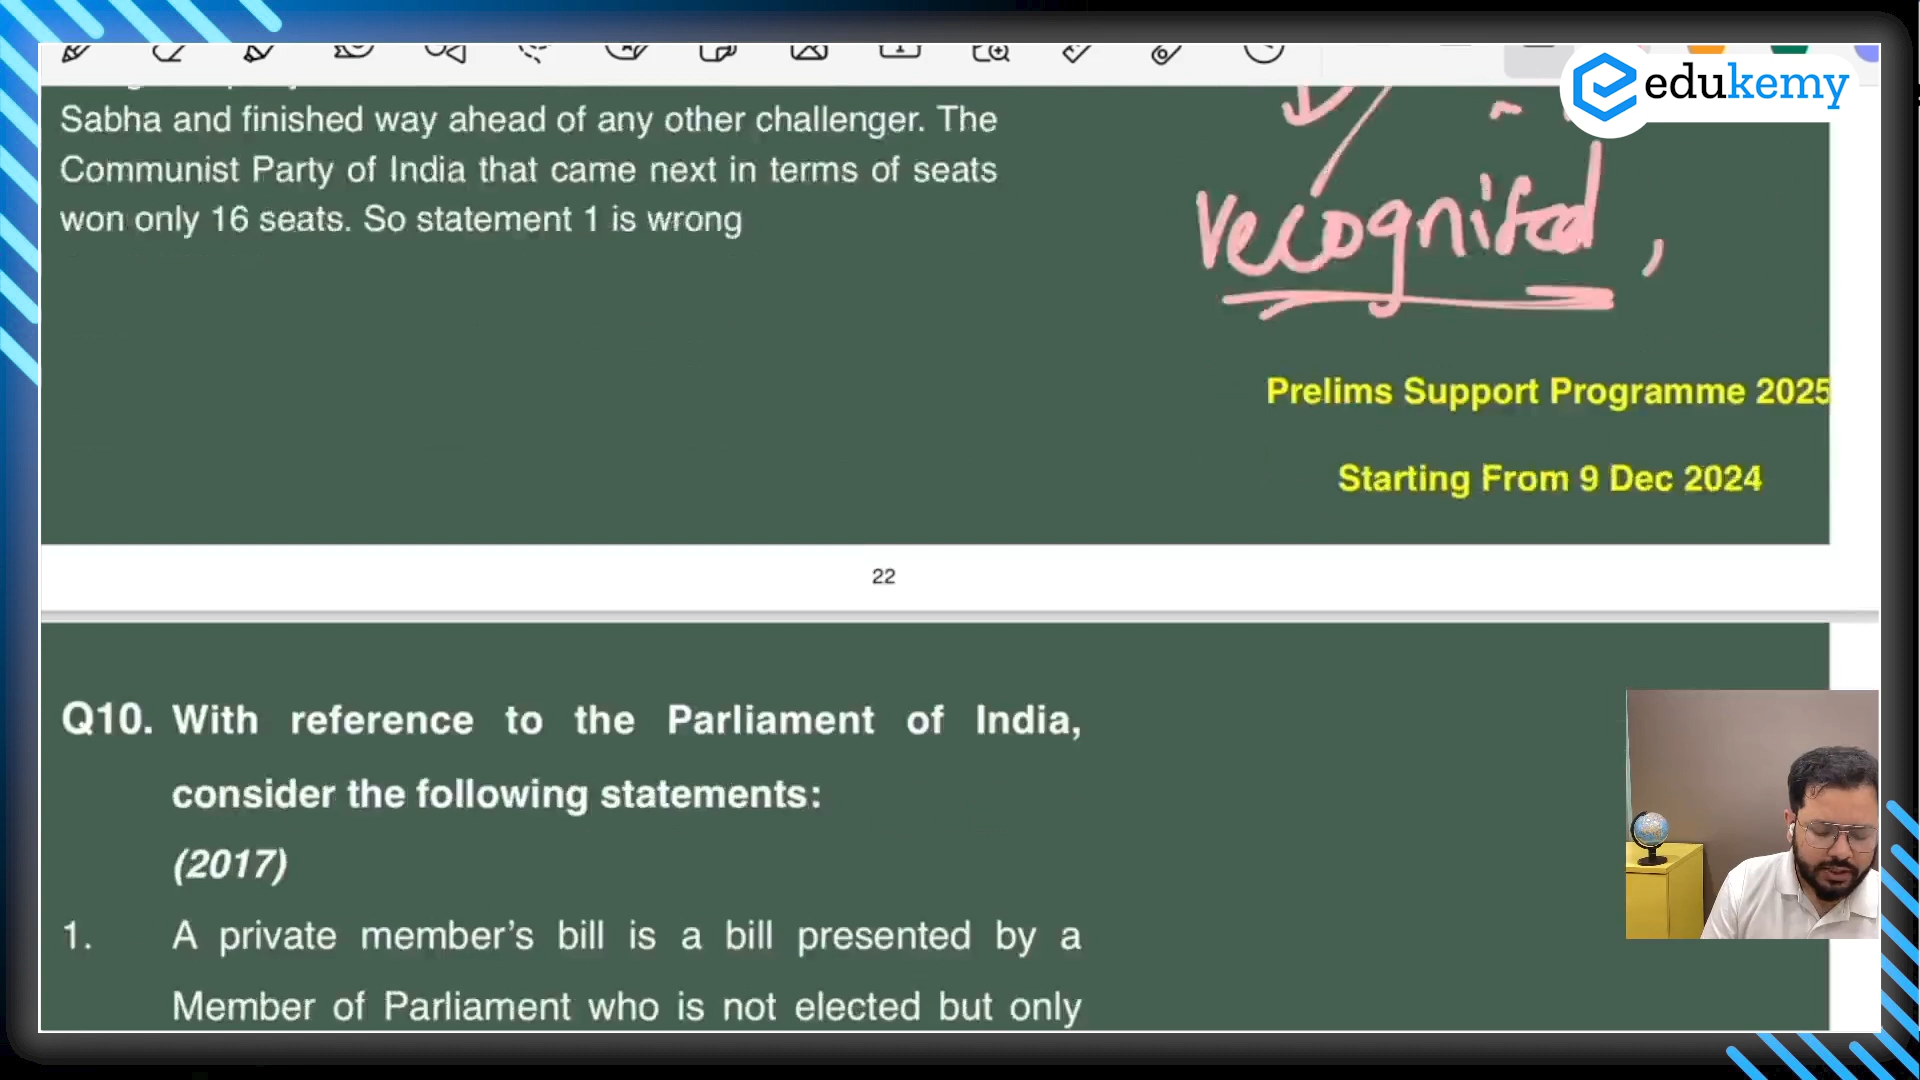 edukemy
Sabha and finished way ahead of any other challenger. The
Communist Party of India that came next in terms of seats
won only 16 seats. So statement 1 is wrong
recognised,
Prelims Support Programme 2025
Starting From 9 Dec 2024
22
Q10. With reference to the Parliament of India,
consider the following statements:
(2017)
1. A private member’s bill is a bill presented by a
Member of Parliament who is not elected but only